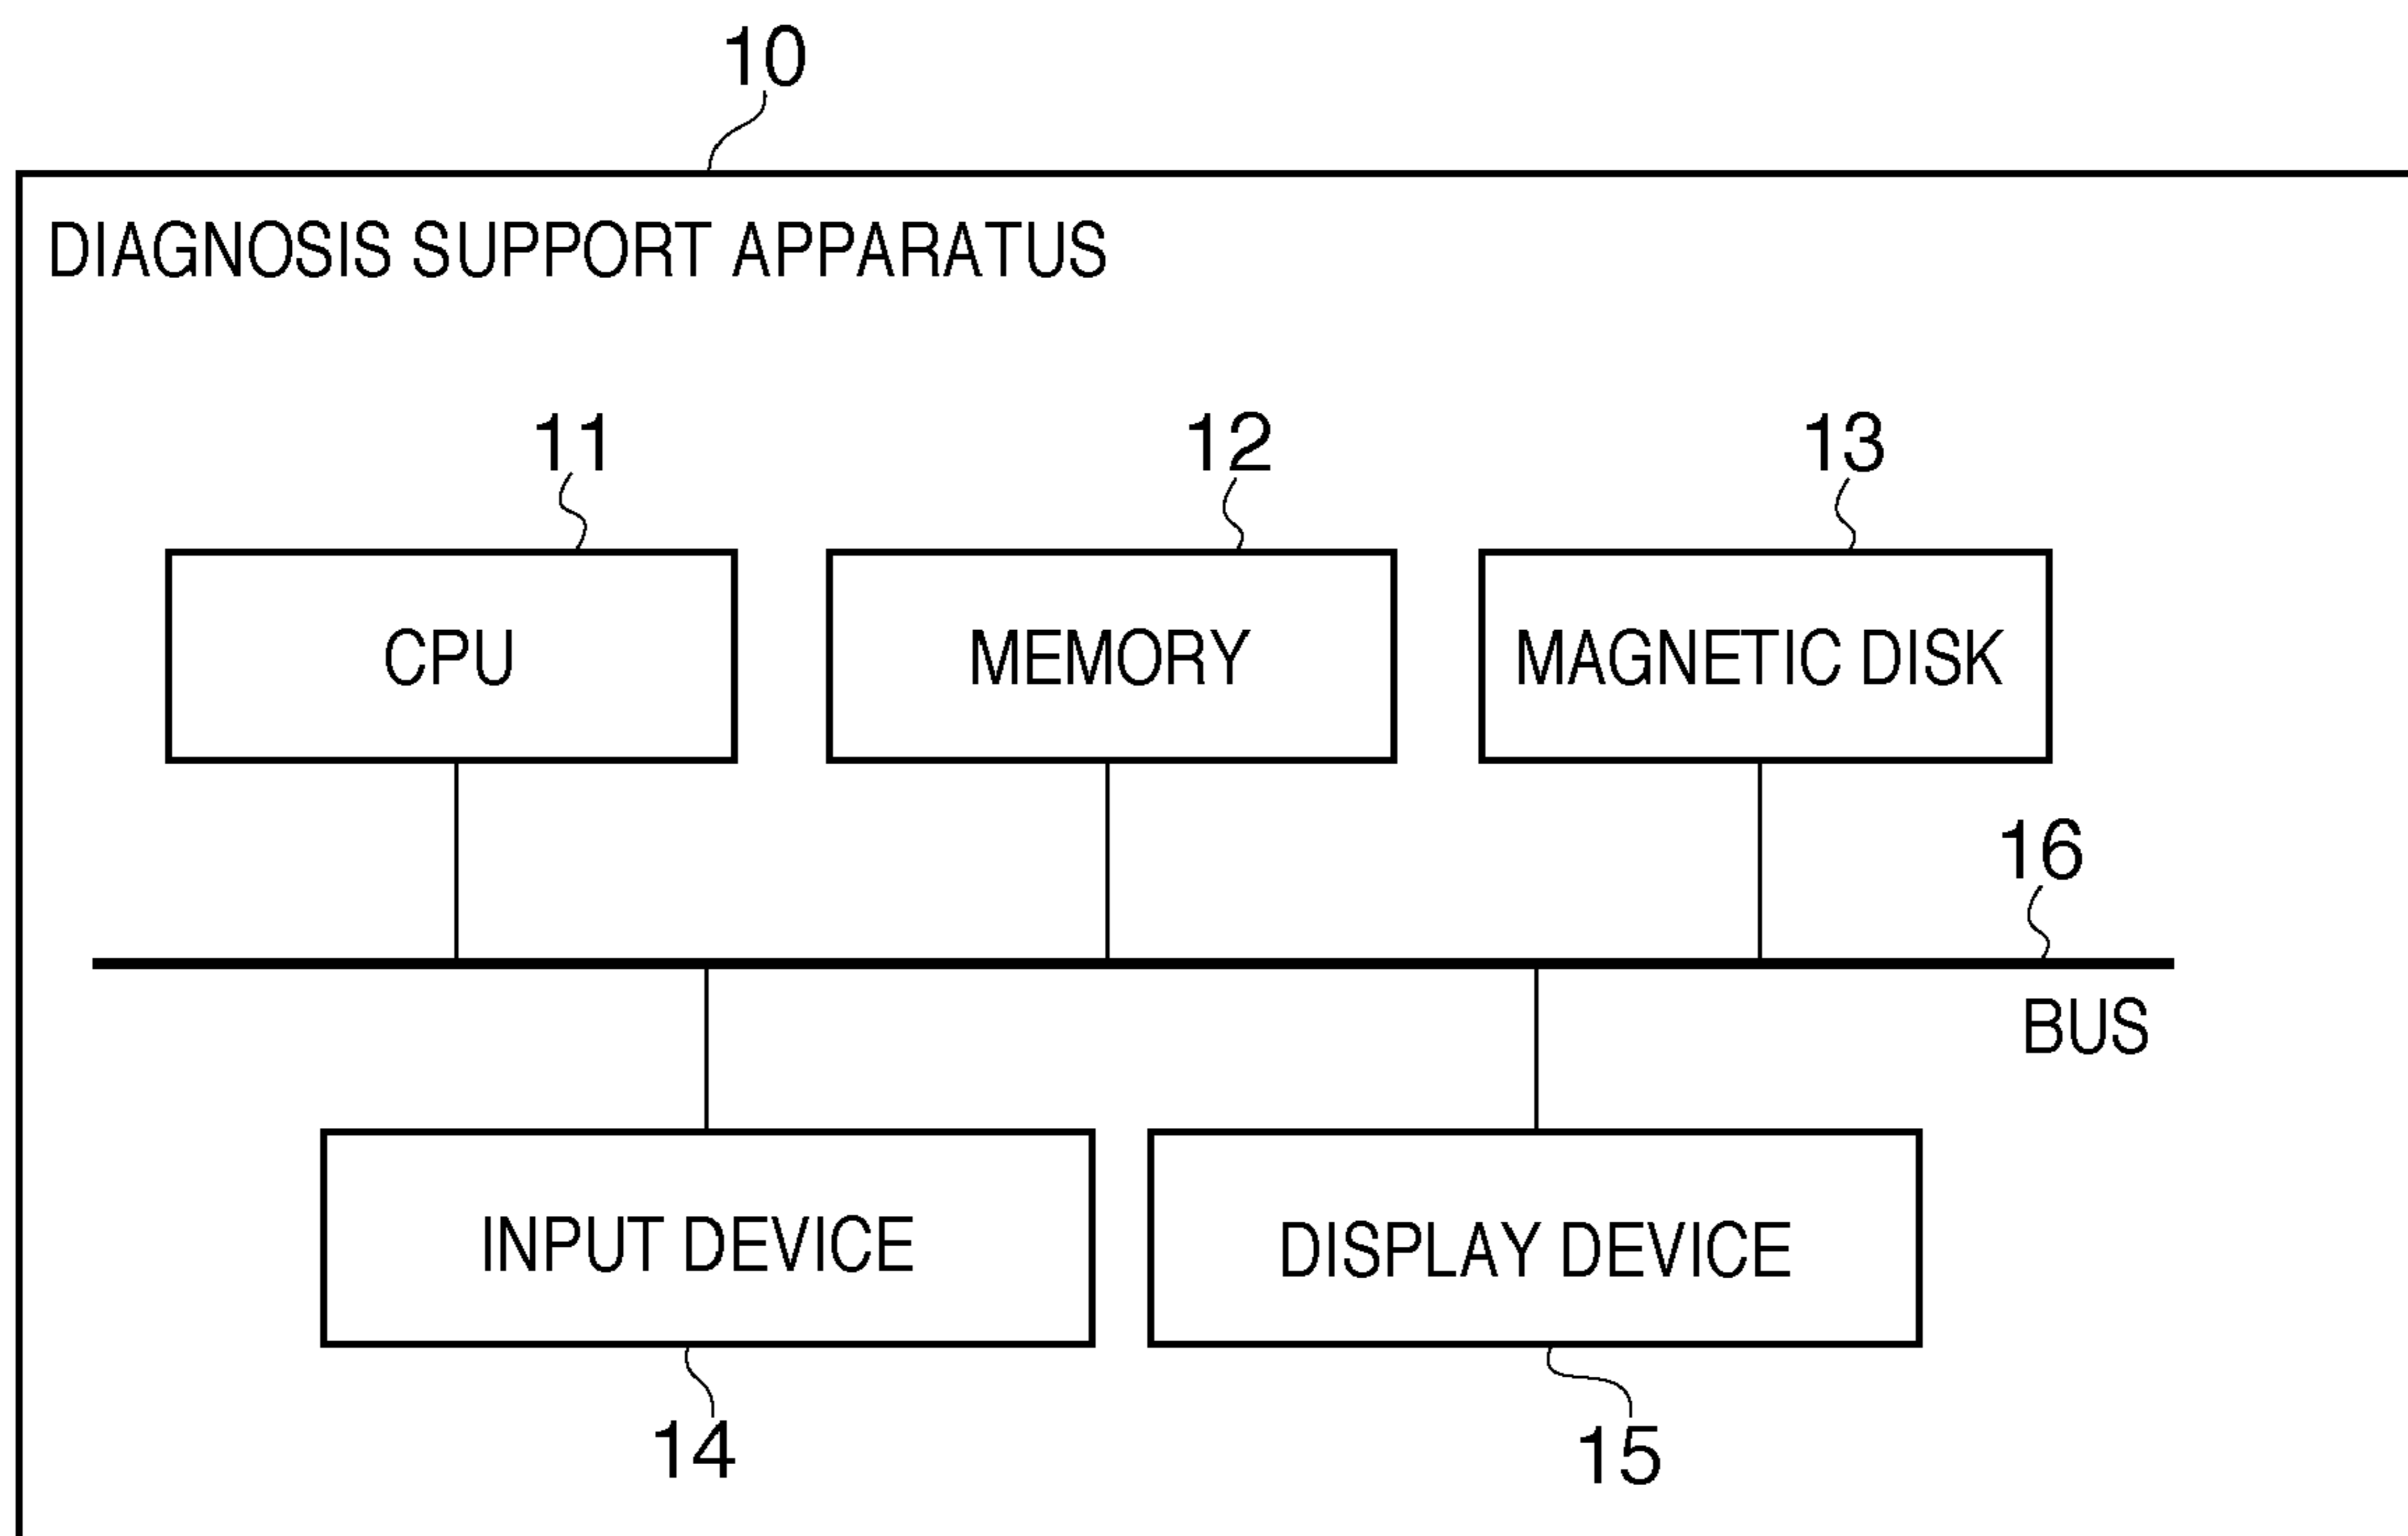 10
DIAGNOSIS SUPPORT APPARATUS
11
12
13
CPU
MEMORY
MAGNETIC DISK
16
BUS
INPUT DEVICE
DISPLAY DEVICE
14
15